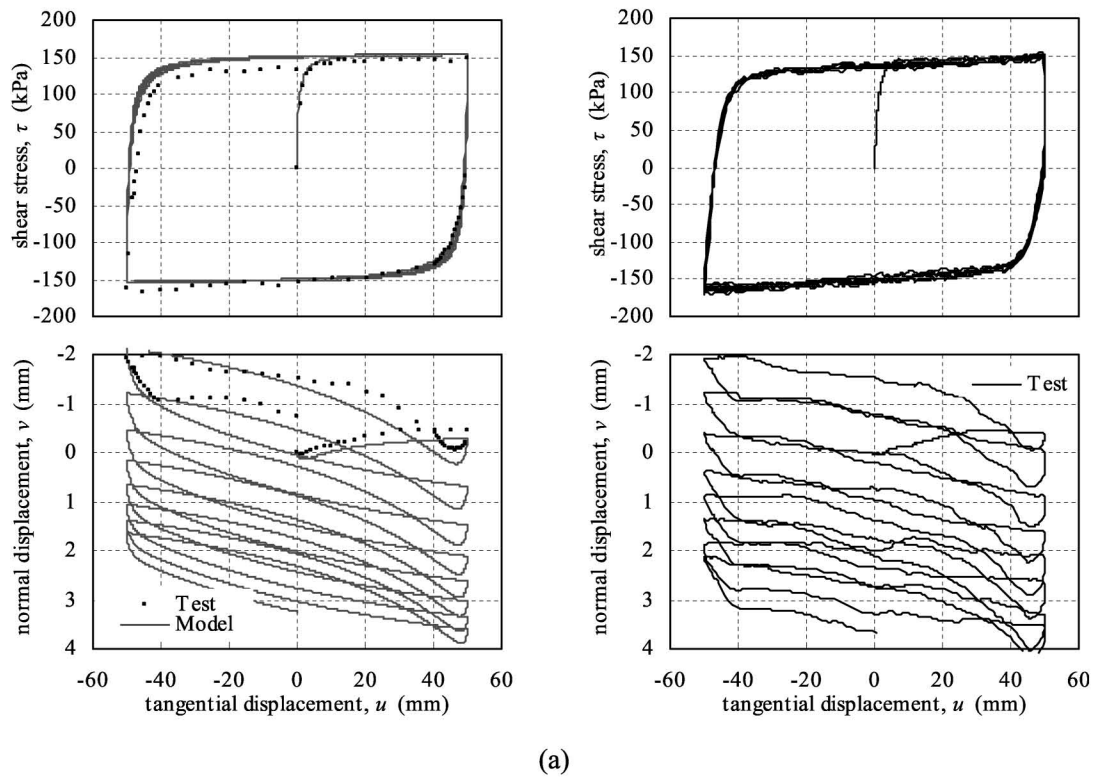 200
150
100
50
0
-50
-100
-150
-200
shear stress, τ (kPa)
200
150
100
50
0
-50
-100
-150
-200
shear stress, τ (kPa)
-2
-1
0
1
2
3
4
normal displacement, v (mm)
Test
Model
-60 -40 -20 0 20 40 60
tangential displacement, u (mm)
-2
-1
0
1
2
3
4
normal displacement, v (mm)
Test
-60 -40 -20 0 20 40 60
tangential displacement, u (mm)
(a)